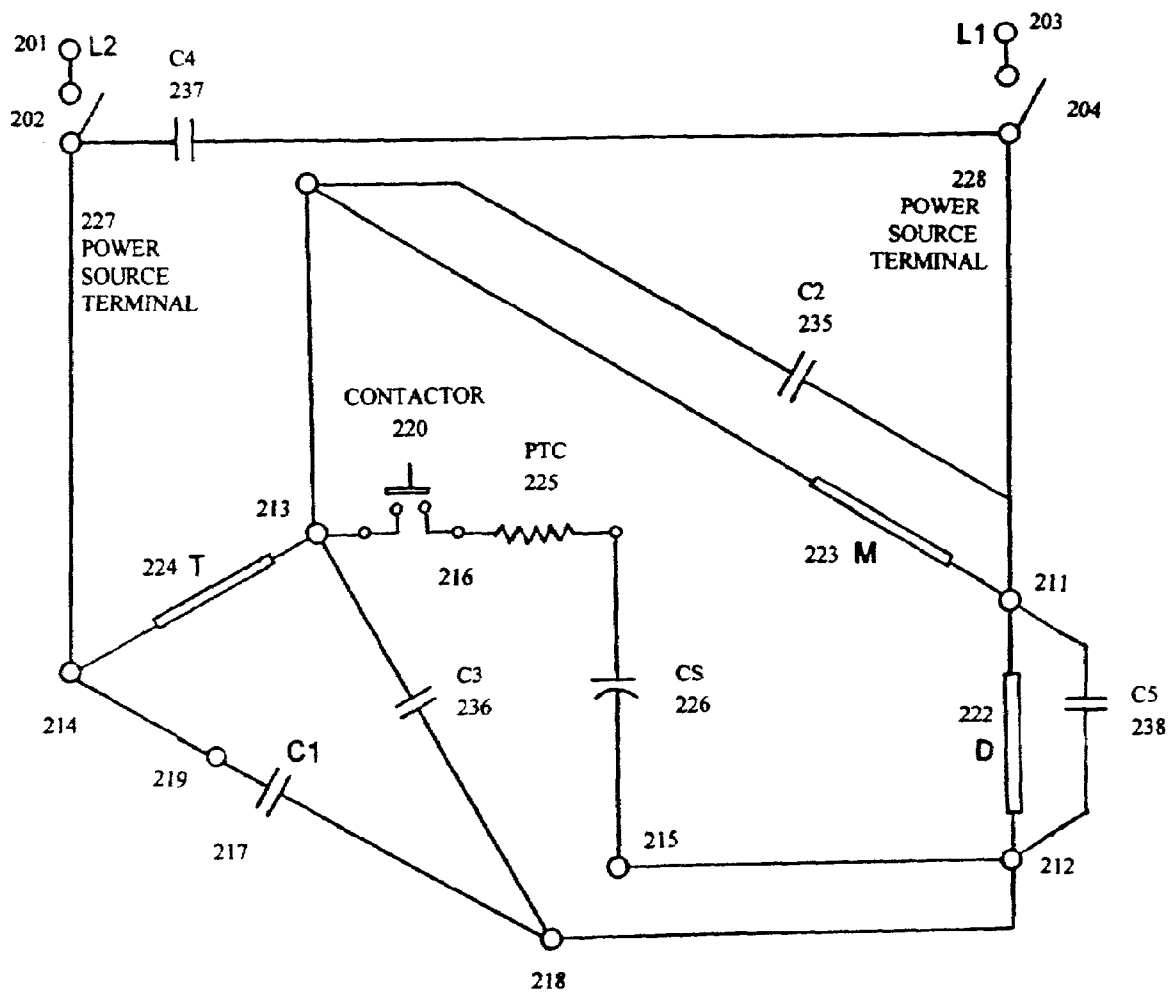 201 L2
L1 203
C4
237
202
204
227
POWER
SOURCE
TERMINAL
228
POWER
SOURCE
TERMINAL
C2
235
CONTACTOR
220
PTC
225
213
224 T
216
223 M
211
C3
236
CS
226
222
D
C5
238
214
219
C1
217
215
212
218